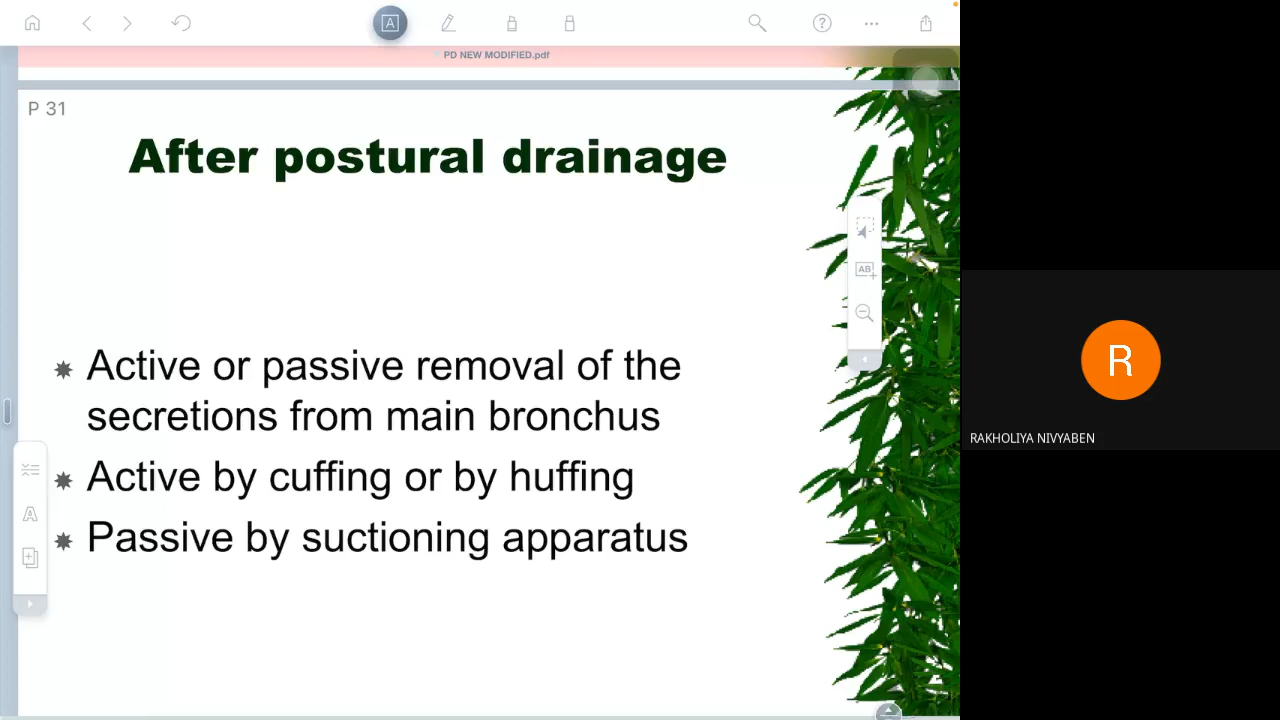 A
PD NEW MODIFIED.pdf
P 31
After postural drainage
AB
Active or passive removal of the
secretions from main bronchus
Active by cuffing or by huffing
Passive by suctioning apparatus
A
R
RAKHOLIYA NIVYABEN